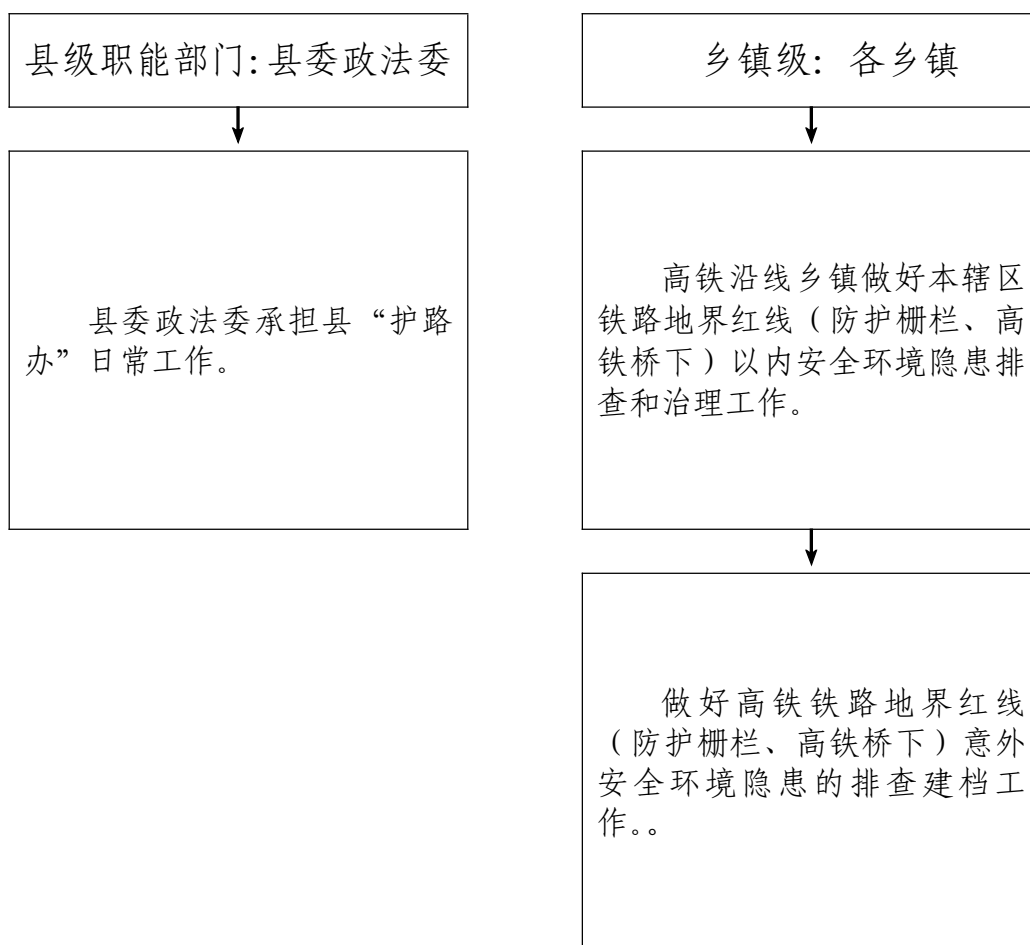 县级职能部门:县委政法委
县委政法委承担县“护路
办”日常工作。
乡镇级:各乡镇
高铁沿线乡镇做好本辖区
铁路地界红线（防护栅栏、高
铁桥下）以内安全环境隐患排
查和治理工作。
做好高铁铁路地界红线
（防护栅栏、高铁桥下）意外
安全环境隐患的排查建档工
作。。